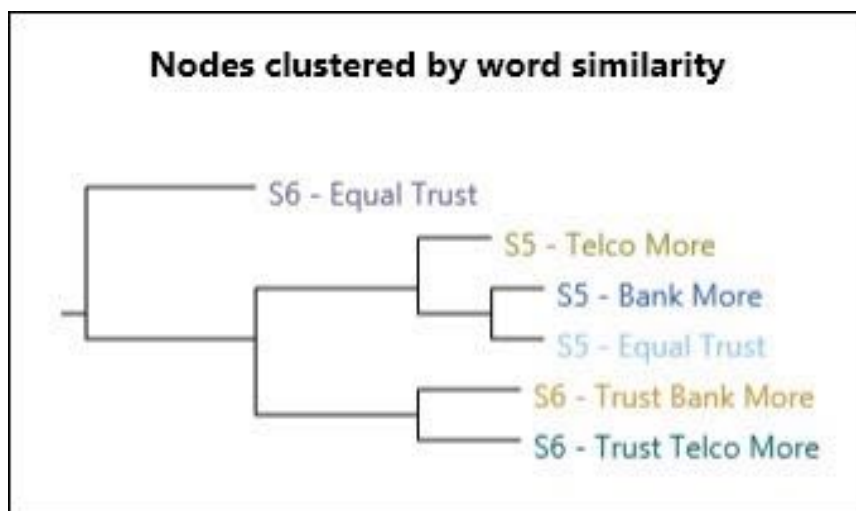 Nodes clustered by word similarity
S6 - Equal Trust
S5 - Telco More
S5 - Bank More
S5 - Equal Trust
S6 - Trust Bank More
S6 - Trust Telco More